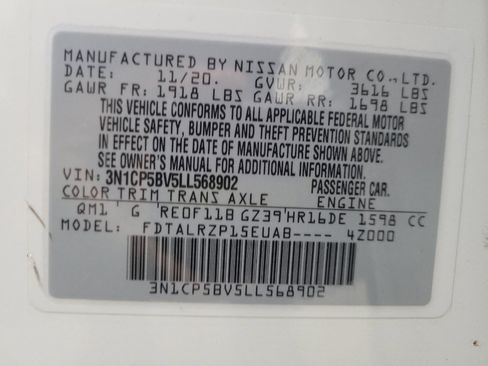 MANUFACTURED BY NISSAN MOTOR CO., LTD.
DATE: 11/20. GVWR: 3616 LBS
GAWR FR: 1918 LBS GAWR RR: 1698 LBS
THIS VEHICLE CONFORMS TO ALL APPLICABLE FEDERAL MOTOR
VEHICLE SAFETY, BUMPER AND THEFT PREVENTION STANDARDS
IN EFFECT ON THE DATE OF MANUFACTURE SHOWN ABOVE.
SEE OWNER'S MANUAL FOR ADDITIONAL INFORMATION.
VIN: 3N1CP5BV5LL568902 PASSENGER CAR.
COLOR TRIM TRANS AXLE ENGINE
QM1 G RE0F11B GZ39 HR16DE 1598 CC
MODEL: FDTALRZP15EUAB---- 4Z000
3N1CP5BV5LL568902